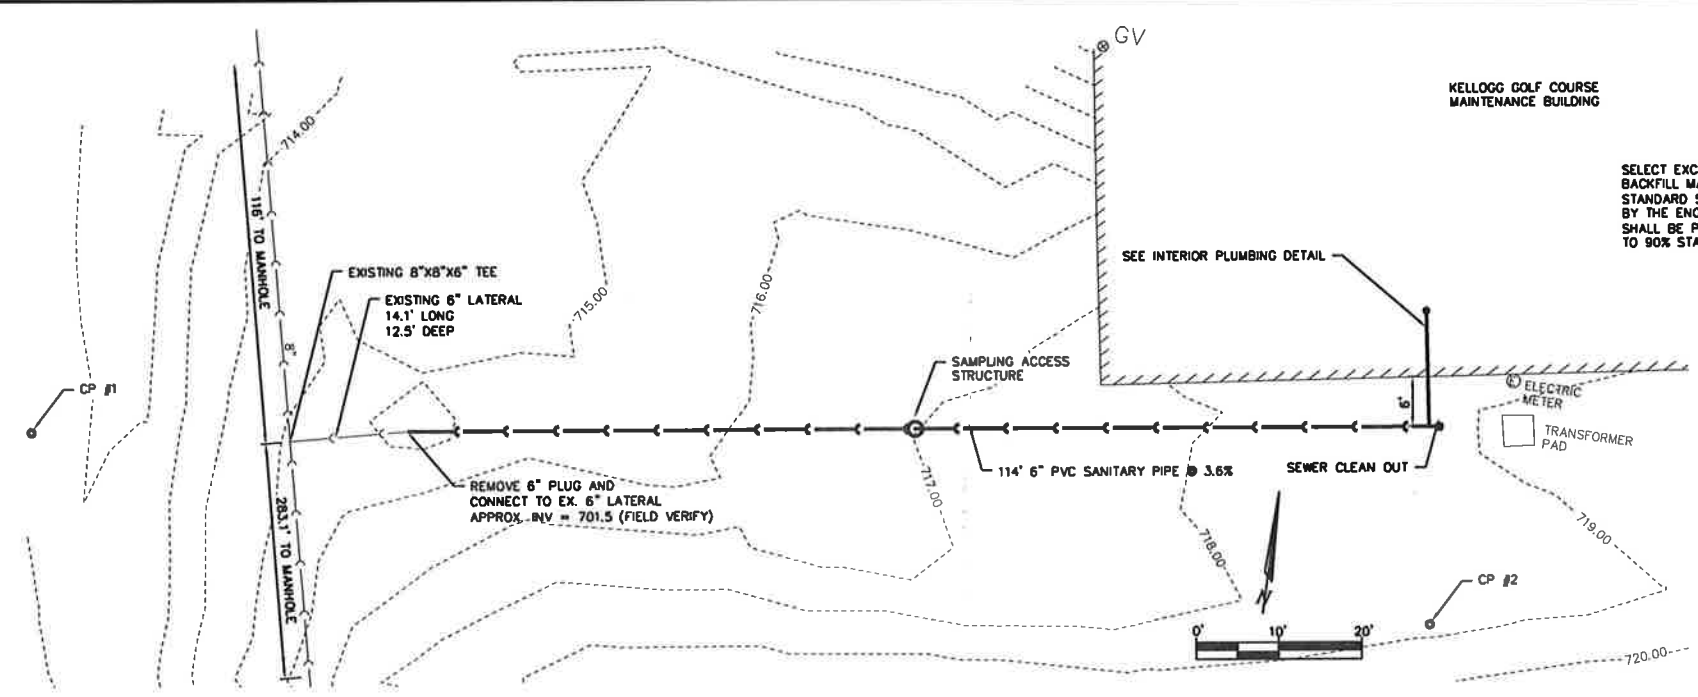 GV
KELLOGG GOLF COURSE
MAINTENANCE BUILDING
SELECT EXC
BACKFILL MA
STANDARD S
BY THE ENG
SHALL BE P
TO 90% STA
714.00
116' TO MANHOLE
EXISTING 8"X8"X6" TEE
EXISTING 6" LATERAL
14.1' LONG
12.5' DEEP
8"
715.00
716.00
SEE INTERIOR PLUMBING DETAIL
SAMPLING ACCESS
STRUCTURE
CP #1
6'
E
ELECTRIC
METER
TRANSFORMER
PAD
REMOVE 6" PLUG AND
CONNECT TO EX. 6" LATERAL
APPROX. INV = 701.5 (FIELD VERIFY)
114' 6" PVC SANITARY PIPE @ 3.6%
SEWER CLEAN OUT
717.00
283.1' TO MANHOLE
718.00
719.00
CP #2
N
0' 10' 20'
720.00